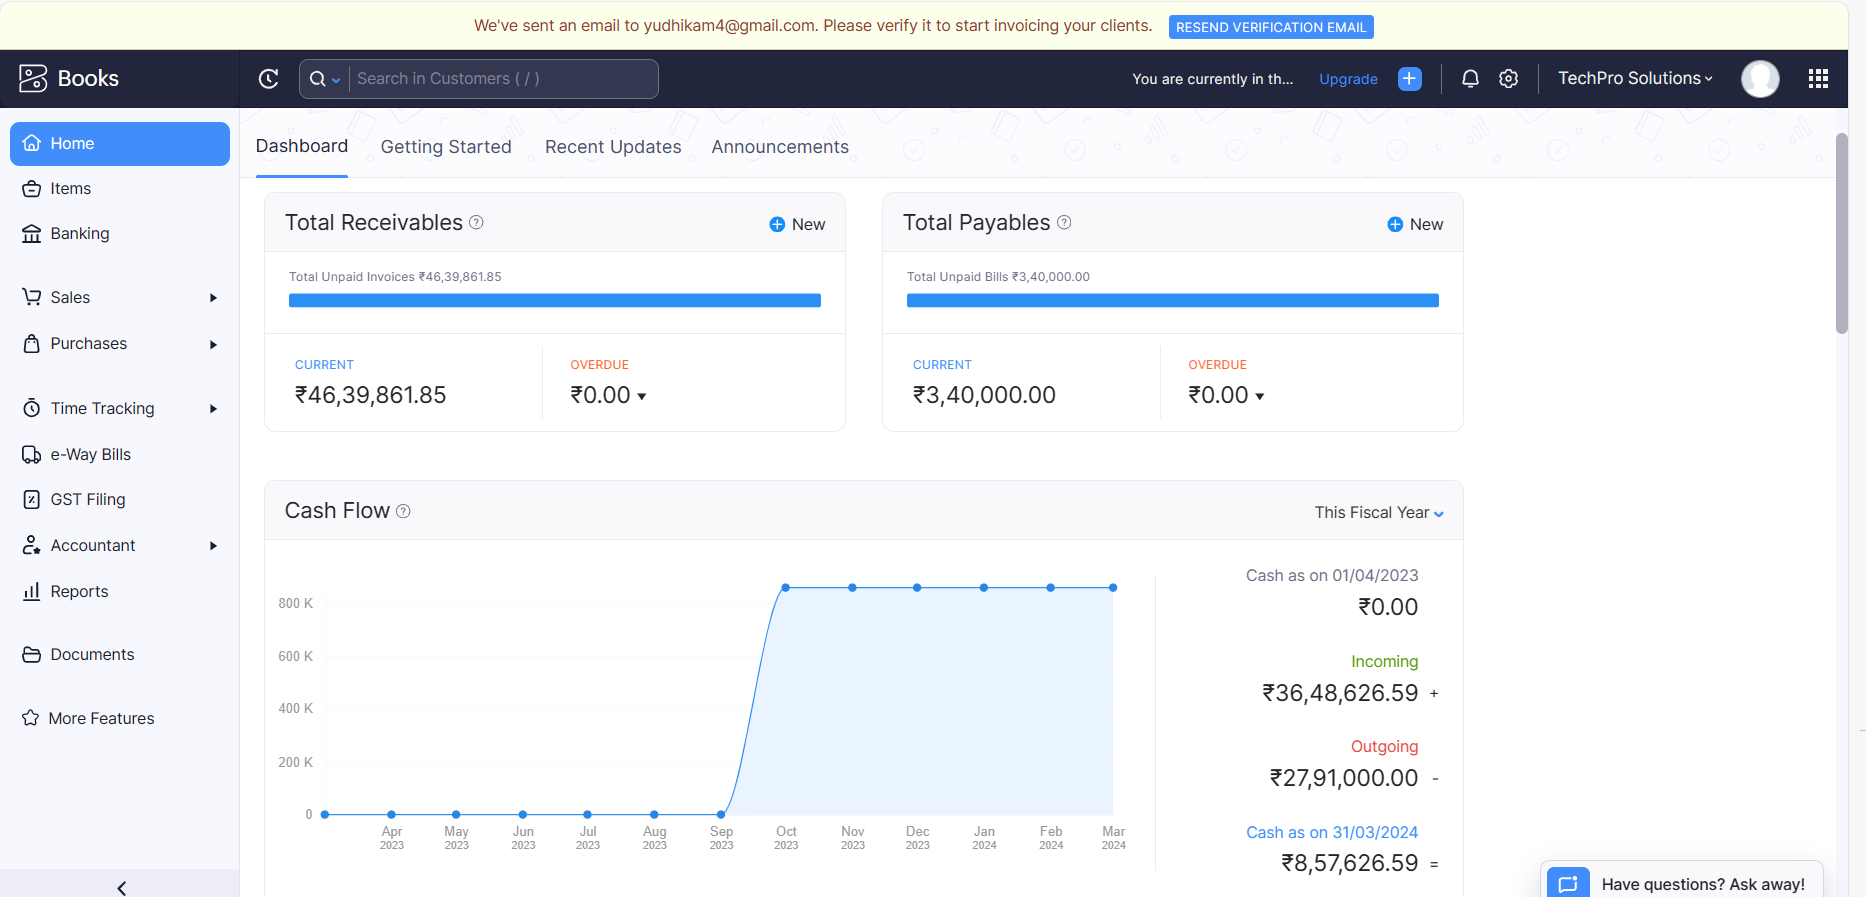 We've sent an email to yudhikam4@gmail.com. Please verify it to start invoicing your clients. RESEND VERIFICATION EMAIL
Books
Search in Customers ( / )
You are currently in th...
Upgrade
TechPro Solutions
Home
Items
Banking
Sales
Purchases
Time Tracking
e-Way Bills
GST Filing
Accountant
Reports
Documents
More Features
Dashboard Getting Started Recent Updates Announcements
Total Receivables ? New
Total Unpaid Invoices ₹46,39,861.85
CURRENT
₹46,39,861.85
OVERDUE
₹0.00
Total Payables ? New
Total Unpaid Bills ₹3,40,000.00
CURRENT
₹3,40,000.00
OVERDUE
₹0.00
Cash Flow ? This Fiscal Year
800 K
600 K
400 K
200 K
0
Apr 2023
May 2023
Jun 2023
Jul 2023
Aug 2023
Sep 2023
Oct 2023
Nov 2023
Dec 2023
Jan 2024
Feb 2024
Mar 2024
Cash as on 01/04/2023
₹0.00
Incoming
₹36,48,626.59 +
Outgoing
₹27,91,000.00 -
Cash as on 31/03/2024
₹8,57,626.59 =
Have questions? Ask away!